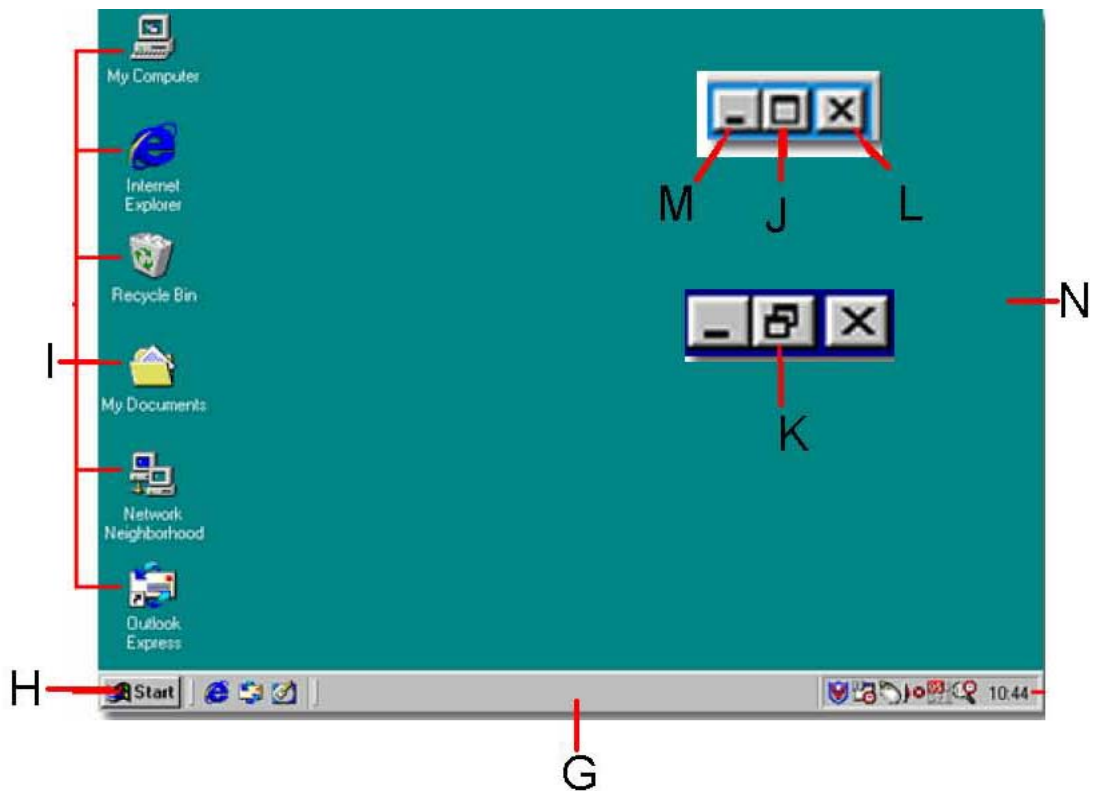 My Computer
M
J
L
Internet
Explorer
Recycle Bin
N
I
My Documents
K
Network
Neighborhood
Outlook
Express
H
Start
10:44
G